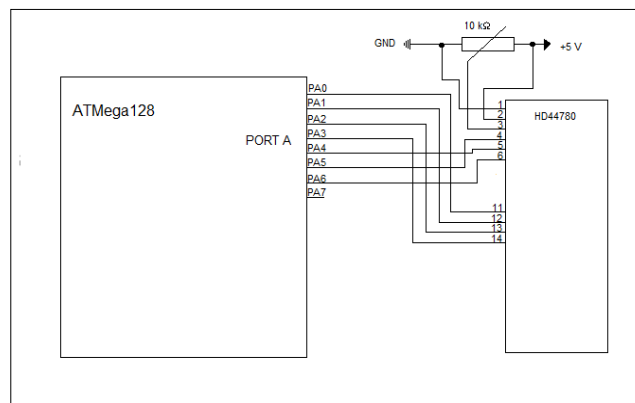 10 kΩ
GND
+5 V
ATMega128
PORT A
PA0
PA1
PA2
PA3
PA4
PA5
PA6
PA7
HD44780
1
2
3
4
5
6
11
12
13
14